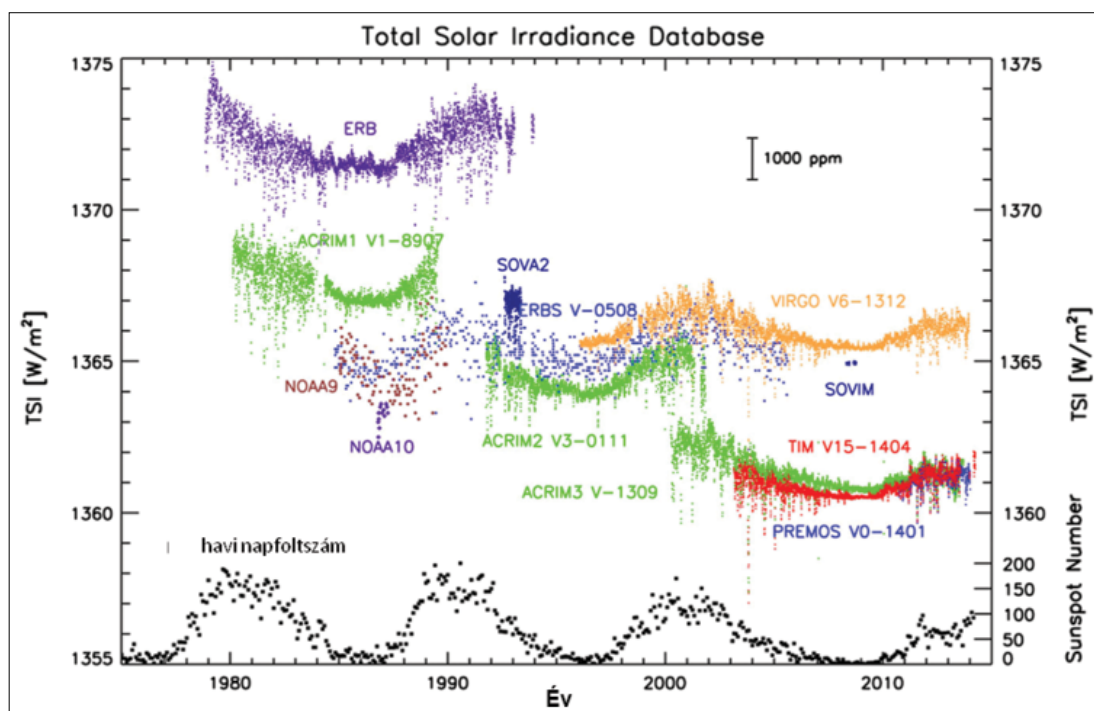 Total Solar Irradiance Database
1375
1375
ERB
1000 ppm
1370
1370
ACRIM1 V1-8907
SOVA2
ERBS V-0508
VIRGO V6-1312
TSI [W/m²]
TSI [W/m²]
1365
1365
NOAA9
SOVIM
NOAA10
ACRIM2 V3-0111
TIM V15-1404
ACRIM3 V-1309
1360
1360
PREMOS V0-1401
havi napfoltszám
Sunspot Number
200
150
100
50
0
1355
1980
1990
2000
2010
Év